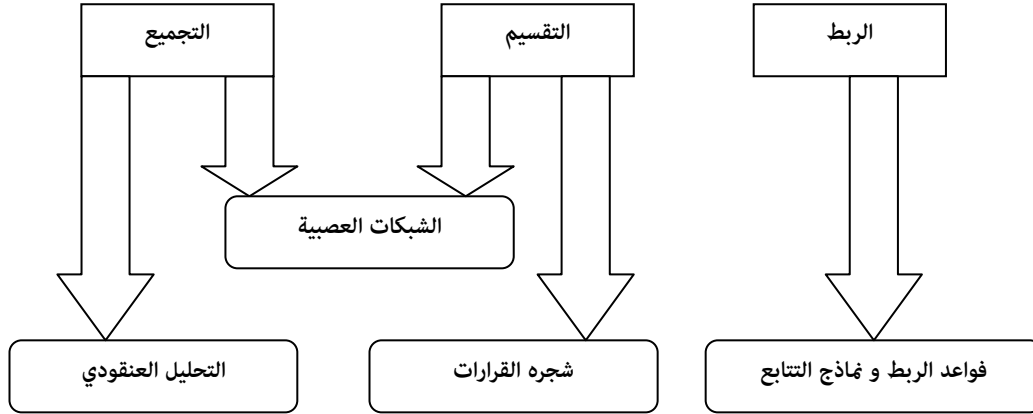 الربط
التقسيم
التجميع
الشبكات العصبية
فواعد الربط و نماذج التتابع
شجره القرارات
التحليل العنقودي